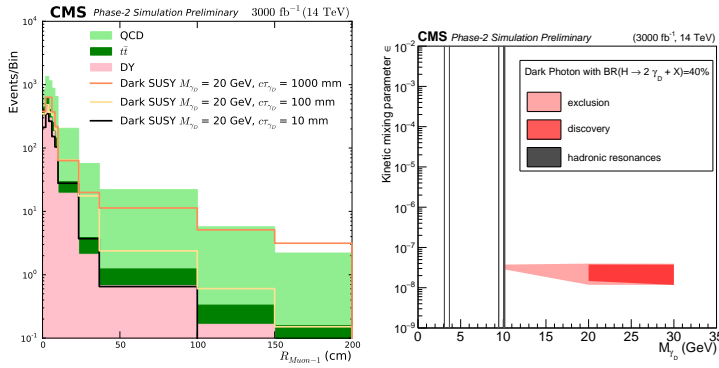 CMS Phase-2 Simulation Preliminary 3000 fb⁻¹ (14 TeV)
Events/Bin
10⁴
10³
10²
10¹
10⁰
10⁻¹
QCD
tt̄
DY
Dark SUSY M_γD = 20 GeV, cτ_γD = 1000 mm
Dark SUSY M_γD = 20 GeV, cτ_γD = 100 mm
Dark SUSY M_γD = 20 GeV, cτ_γD = 10 mm
0 50 100 150 200
R_Muon−1 (cm)
CMS Phase-2 Simulation Preliminary (3000 fb⁻¹, 14 TeV)
Kinetic mixing parameter ε
10⁻²
10⁻³
10⁻⁴
10⁻⁵
10⁻⁶
10⁻⁷
10⁻⁸
10⁻⁹
Dark Photon with BR(H → 2 γ_D + X)=40%
exclusion
discovery
hadronic resonances
0 5 10 15 20 25 30 35
M_γD (GeV)